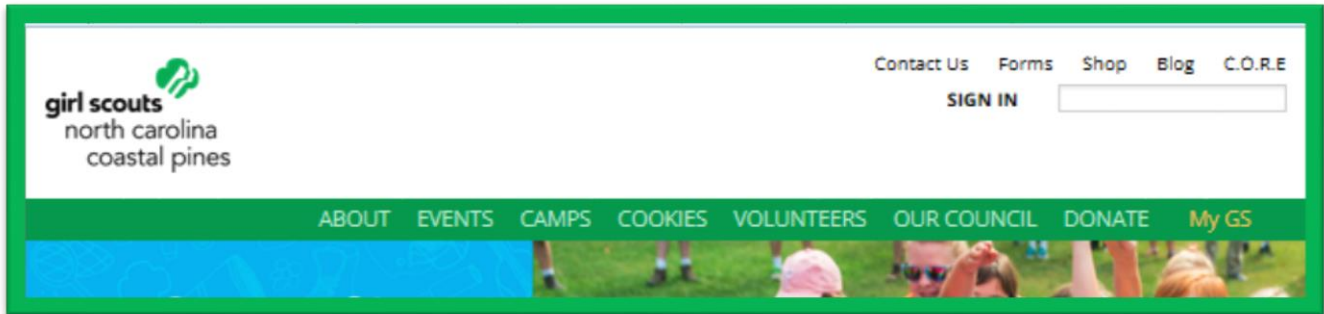 girl scouts
north carolina
coastal pines
Contact Us Forms Shop Blog C.O.R.E
SIGN IN
ABOUT EVENTS CAMPS COOKIES VOLUNTEERS OUR COUNCIL DONATE My GS